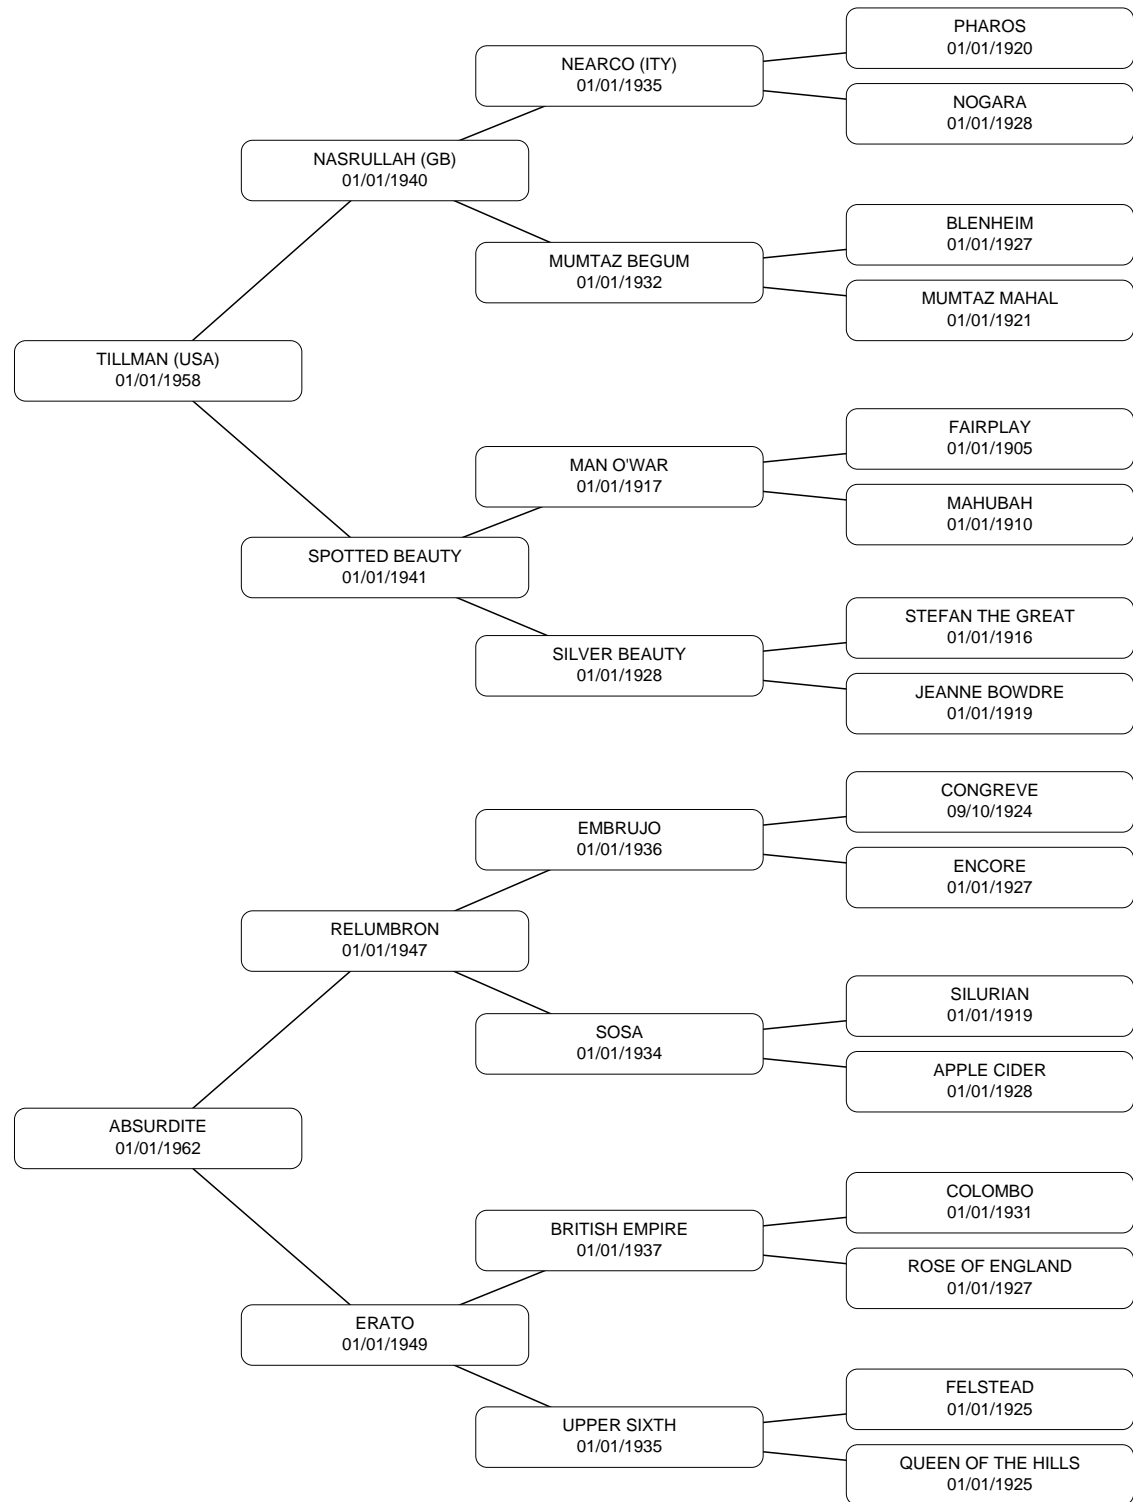 PHAROS
01/01/1920
NEARCO (ITY)
01/01/1935
NOGARA
01/01/1928
NASRULLAH (GB)
01/01/1940
BLENHEIM
01/01/1927
MUMTAZ BEGUM
01/01/1932
MUMTAZ MAHAL
01/01/1921
TILLMAN (USA)
01/01/1958
FAIRPLAY
01/01/1905
MAN O'WAR
01/01/1917
MAHUBAH
01/01/1910
SPOTTED BEAUTY
01/01/1941
STEFAN THE GREAT
01/01/1916
SILVER BEAUTY
01/01/1928
JEANNE BOWDRE
01/01/1919
CONGREVE
09/10/1924
EMBRUJO
01/01/1936
ENCORE
01/01/1927
RELUMBRON
01/01/1947
SILURIAN
01/01/1919
SOSA
01/01/1934
APPLE CIDER
01/01/1928
ABSURDITE
01/01/1962
COLOMBO
01/01/1931
BRITISH EMPIRE
01/01/1937
ROSE OF ENGLAND
01/01/1927
ERATO
01/01/1949
FELSTEAD
01/01/1925
UPPER SIXTH
01/01/1935
QUEEN OF THE HILLS
01/01/1925